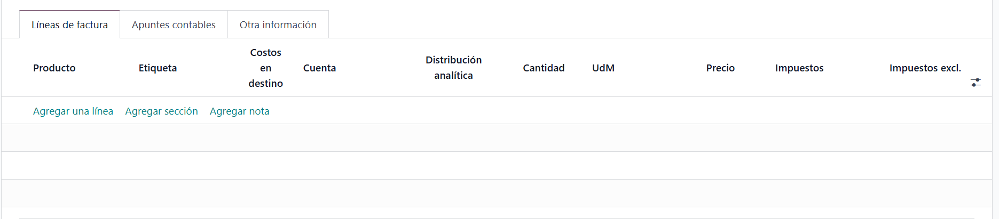 Líneas de factura Apuntes contables Otra información
Producto Etiqueta Costos en destino Cuenta Distribución analítica Cantidad UdM Precio Impuestos Impuestos excl.
Agregar una línea Agregar sección Agregar nota